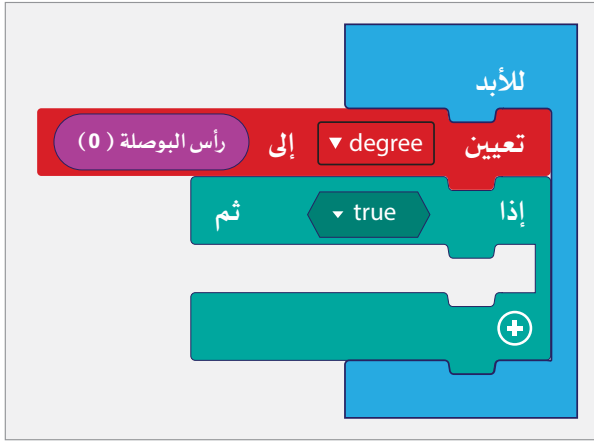 للأبد
تعيين degree إلى رأس البوصلة (0)
إذا true ثم